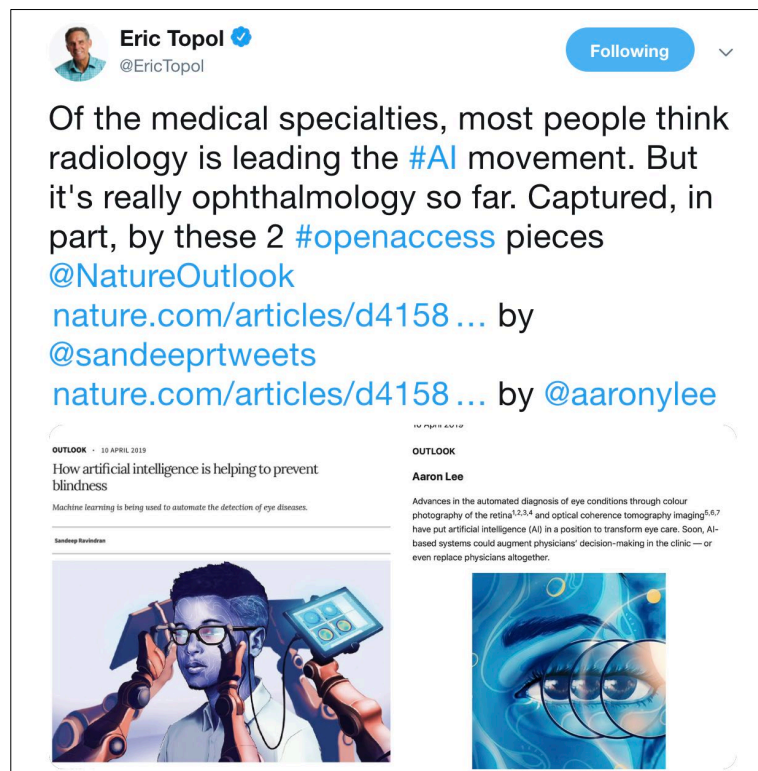 Eric Topol
@EricTopol
Following
Of the medical specialties, most people think
radiology is leading the #AI movement. But
it's really ophthalmology so far. Captured, in
part, by these 2 #openaccess pieces
@NatureOutlook
nature.com/articles/d4158 … by
@sandeeprtweets
nature.com/articles/d4158 … by @aaronylee
OUTLOOK · 10 APRIL 2019
How artificial intelligence is helping to prevent
blindness
Machine learning is being used to automate the detection of eye diseases.
Sandeep Ravindran
10 April 2019
OUTLOOK
Aaron Lee
Advances in the automated diagnosis of eye conditions through colour
photography of the retina1,2,3,4 and optical coherence tomography imaging5,6,7
have put artificial intelligence (AI) in a position to transform eye care. Soon, AI-
based systems could augment physicians' decision-making in the clinic — or
even replace physicians altogether.